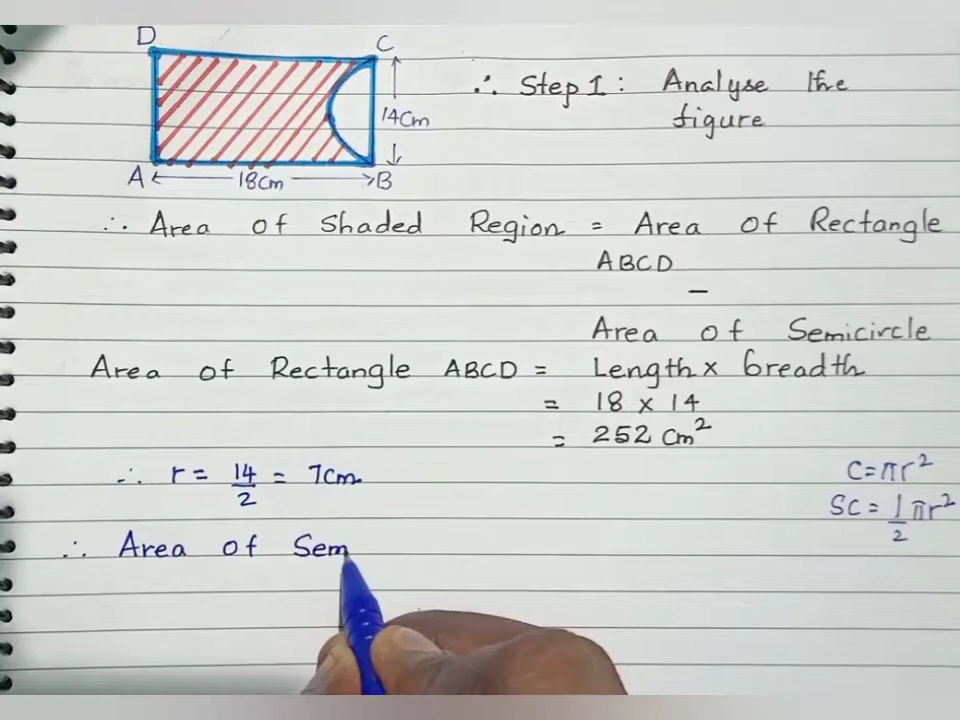 D
C
∴ Step 1: Analyse the
figure
14cm
A 18cm B
∴ Area of Shaded Region = Area of Rectangle
ABCD
−
Area of Semicircle
Area of Rectangle ABCD = Length × breadth
= 18 × 14
= 252 cm²
∴ r = 14/2 = 7cm
C = πr²
SC = 1/2 πr²
∴ Area of Sem